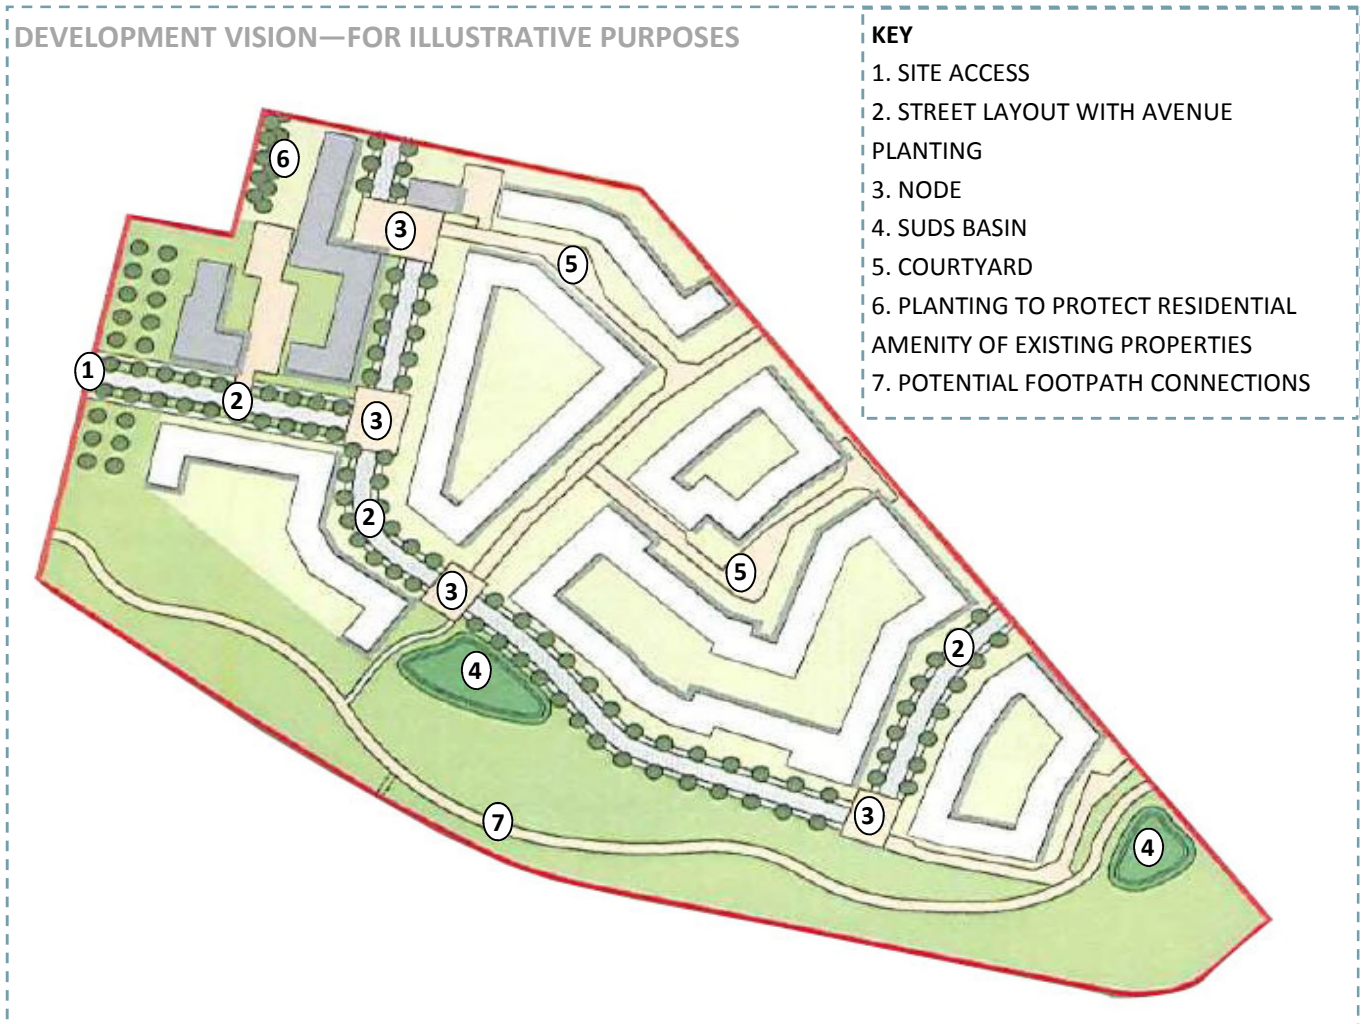 DEVELOPMENT VISION—FOR ILLUSTRATIVE PURPOSES
KEY
1. SITE ACCESS
2. STREET LAYOUT WITH AVENUE
PLANTING
3. NODE
4. SUDS BASIN
5. COURTYARD
6. PLANTING TO PROTECT RESIDENTIAL
AMENITY OF EXISTING PROPERTIES
7. POTENTIAL FOOTPATH CONNECTIONS
6
3
5
1
2
3
2
5
3
2
4
7
3
4